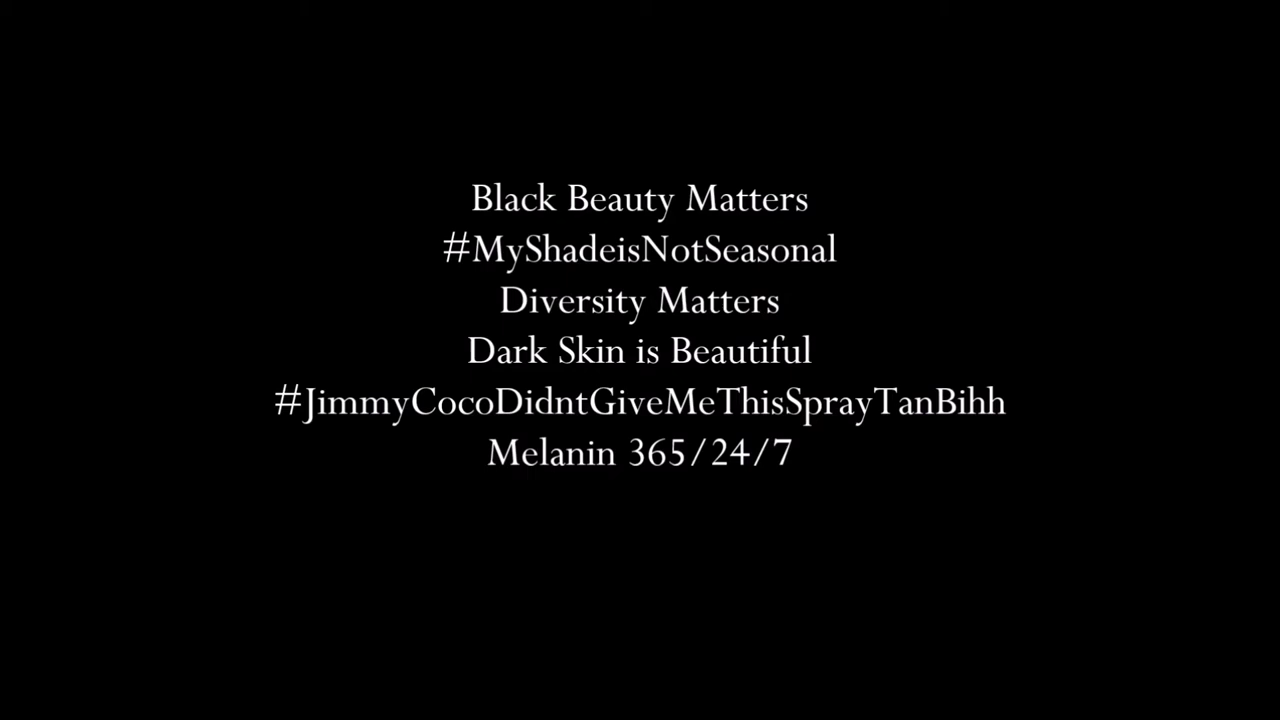 Black Beauty Matters
#MyShadeisNotSeasonal
Diversity Matters
Dark Skin is Beautiful
#JimmyCocoDidntGiveMeThisSprayTanBihh
Melanin 365/24/7